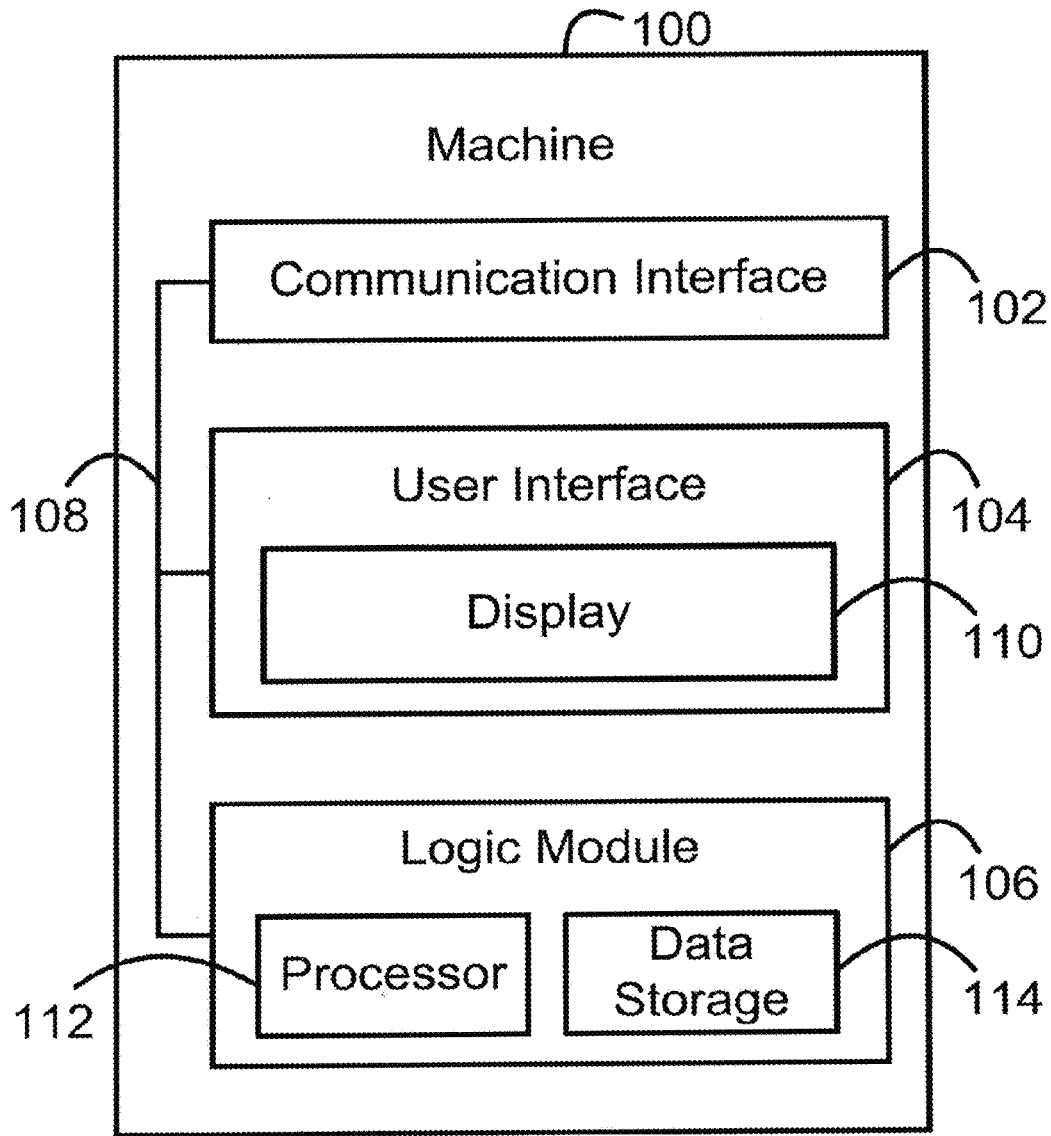 100
Machine
Communication Interface
102
User Interface
104
108
Display
110
Logic Module
106
Processor
Data
Storage
112
114